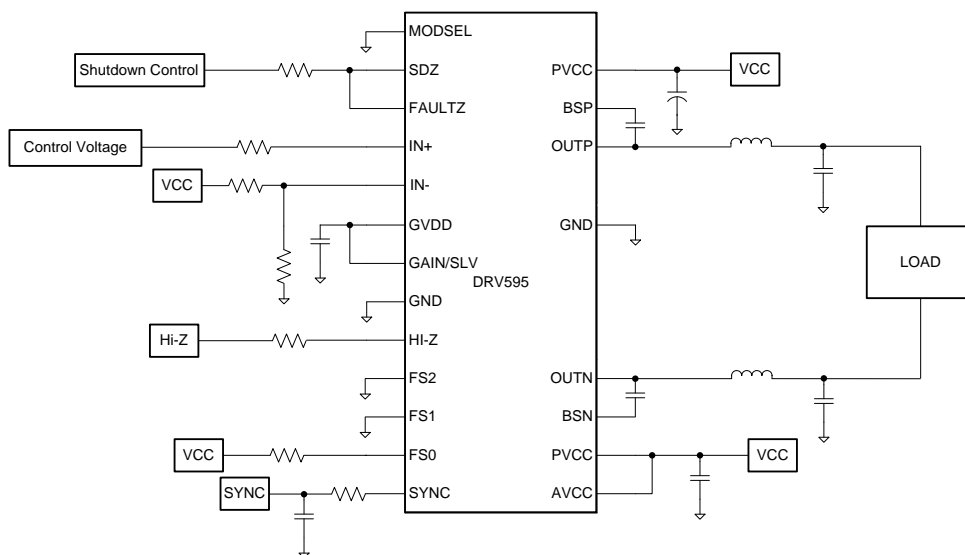 MODSEL
Shutdown Control
SDZ
PVCC
VCC
FAULTZ
BSP
Control Voltage
IN+
OUTP
VCC
IN-
GVDD
GND
GAIN/SLV
LOAD
DRV595
GND
Hi-Z
HI-Z
FS2
OUTN
FS1
BSN
VCC
FS0
PVCC
VCC
SYNC
SYNC
AVCC